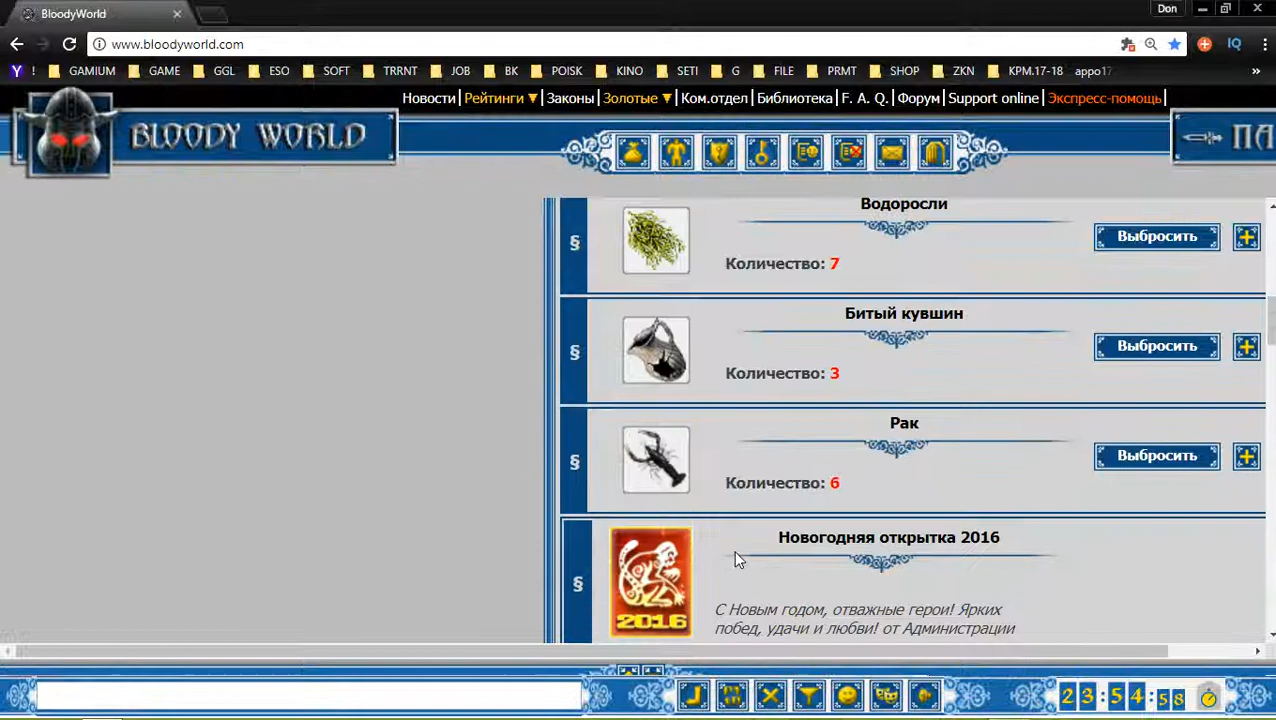 BloodyWorld
Don
www.bloodyworld.com
IQ
Y ! GAMIUM GAME GGL ESO SOFT TRRNT JOB BK POISK KINO SETI G FILE PRMT SHOP ZKN KPM.17-18 appo17 »
Новости | Рейтинги ▼ | Законы | Золотые ▼ | Ком.отдел | Библиотека | F. A. Q. | Форум | Support online | Экспресс-помощь |
BLOODY WORLD
ПА
Водоросли
§
Выбросить
Количество: 7
Битый кувшин
§
Выбросить
Количество: 3
Рак
§
Выбросить
Количество: 6
Новогодняя открытка 2016
§
2016
С Новым годом, отважные герои! Ярких
побед, удачи и любви! от Администрации
23:54:58